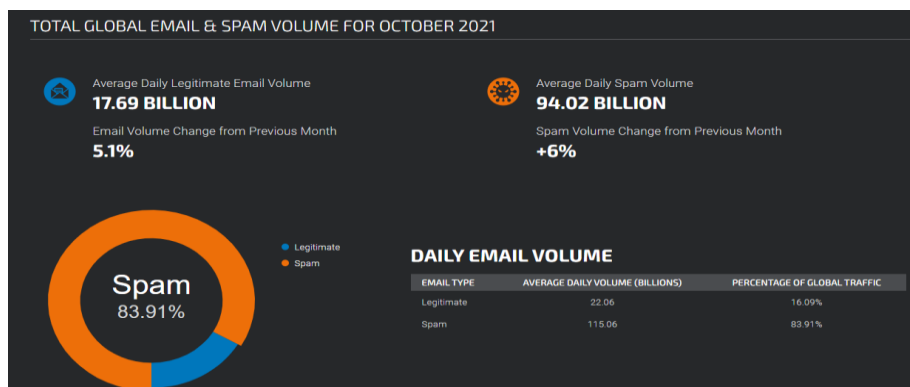 TOTAL GLOBAL EMAIL & SPAM VOLUME FOR OCTOBER 2021
Average Daily Legitimate Email Volume
17.69 BILLION
Email Volume Change from Previous Month
5.1%
Average Daily Spam Volume
94.02 BILLION
Spam Volume Change from Previous Month
+6%
Spam
83.91%
Legitimate
Spam
DAILY EMAIL VOLUME
EMAIL TYPE AVERAGE DAILY VOLUME (BILLIONS) PERCENTAGE OF GLOBAL TRAFFIC
Legitimate 22.06 16.09%
Spam 115.06 83.91%